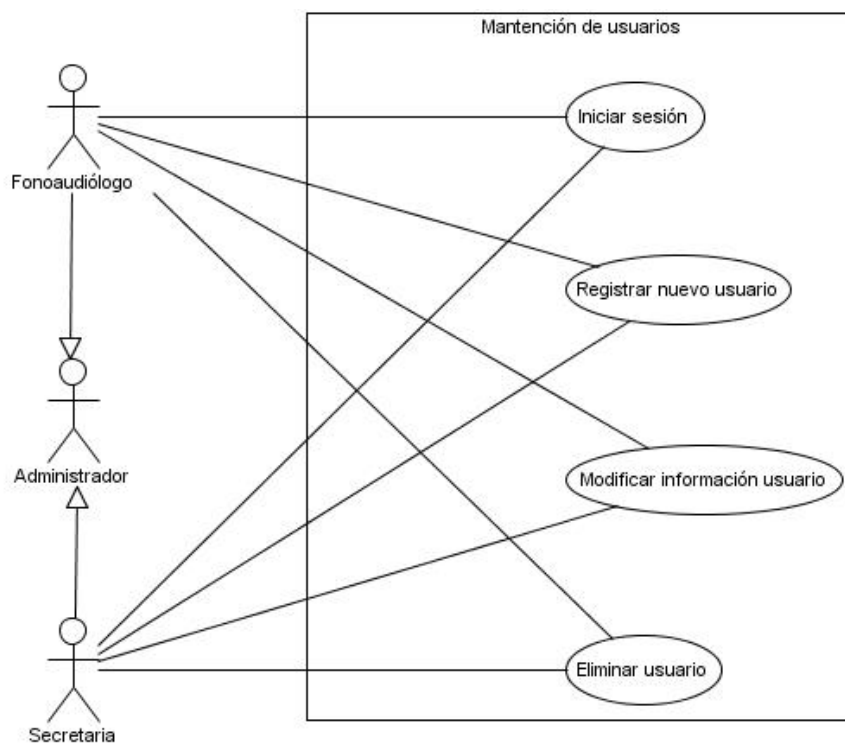 Mantención de usuarios
Iniciar sesión
Fonoaudiólogo
Registrar nuevo usuario
Administrador
Modificar información usuario
Eliminar usuario
Secretaria